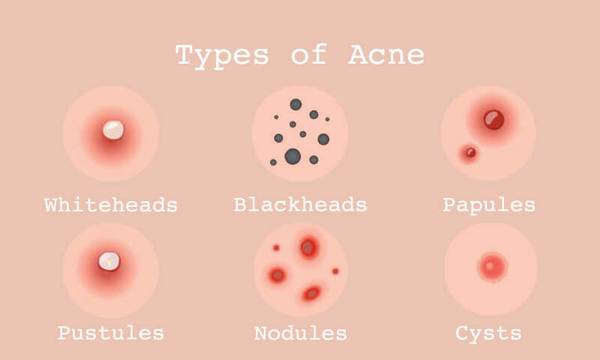 Types of Acne
Whiteheads
Blackheads
Papules
Pustules
Nodules
Cysts